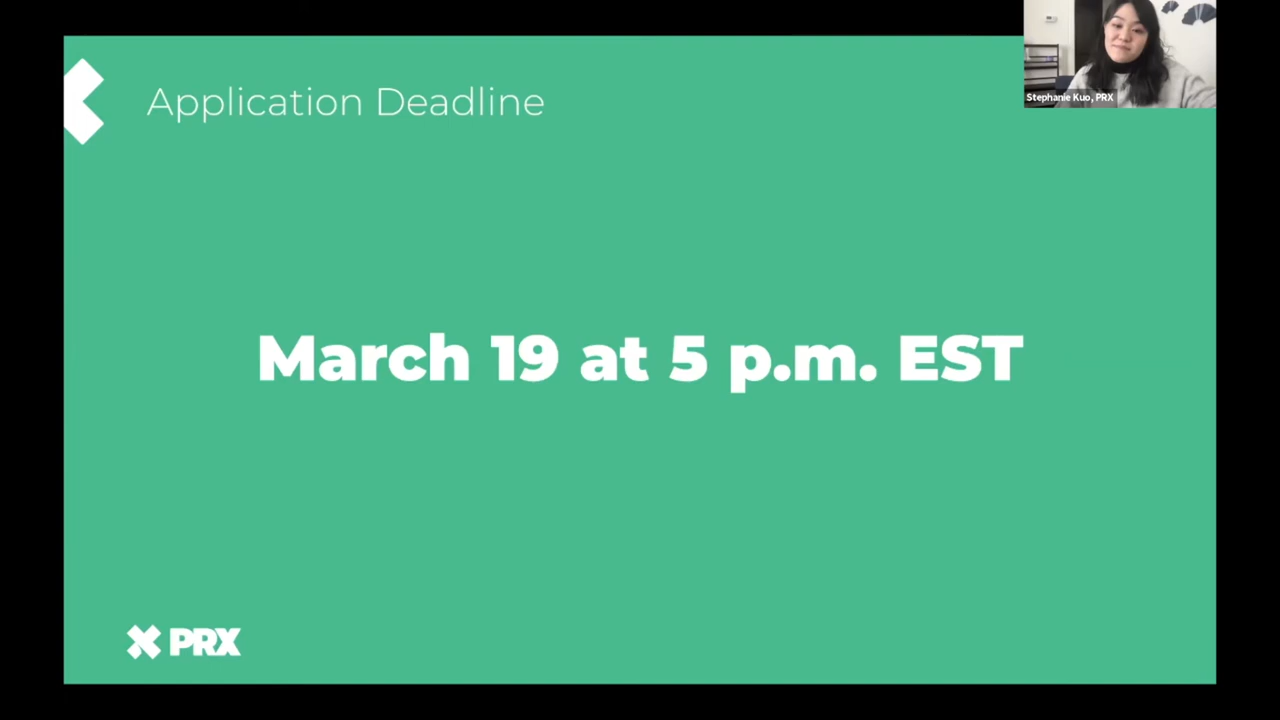 Application Deadline
Stephanie Kuo, PRX
March 19 at 5 p.m. EST
PRX